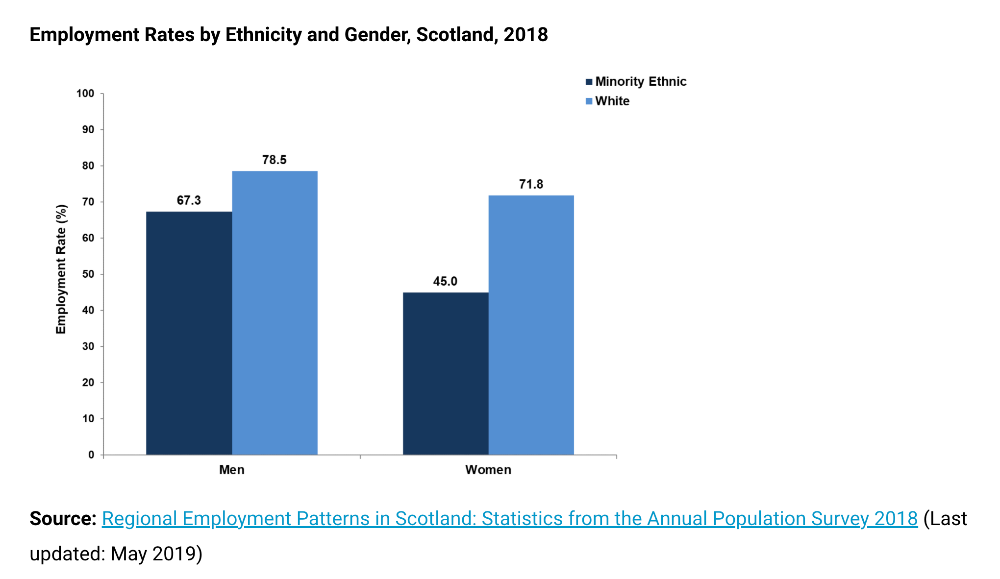 Employment Rates by Ethnicity and Gender, Scotland, 2018
Minority Ethnic
White
Employment Rate (%)
100
90
80
70
60
50
40
30
20
10
0
67.3
78.5
45.0
71.8
Men
Women
Source: Regional Employment Patterns in Scotland: Statistics from the Annual Population Survey 2018 (Last
updated: May 2019)